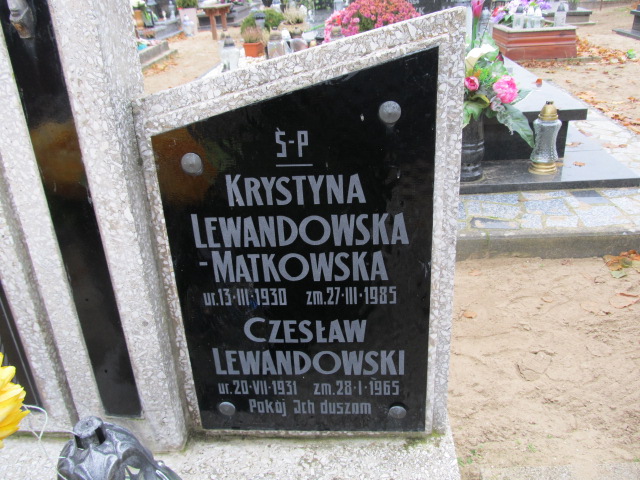 Ś-P
KRYSTYNA
LEWANDOWSKA
-MATKOWSKA
ur.13-III-1930 zm.27-III-1985
CZESŁAW
LEWANDOWSKI
ur.20-VII-1931 zm.28-I-1965
Pokój Ich duszom